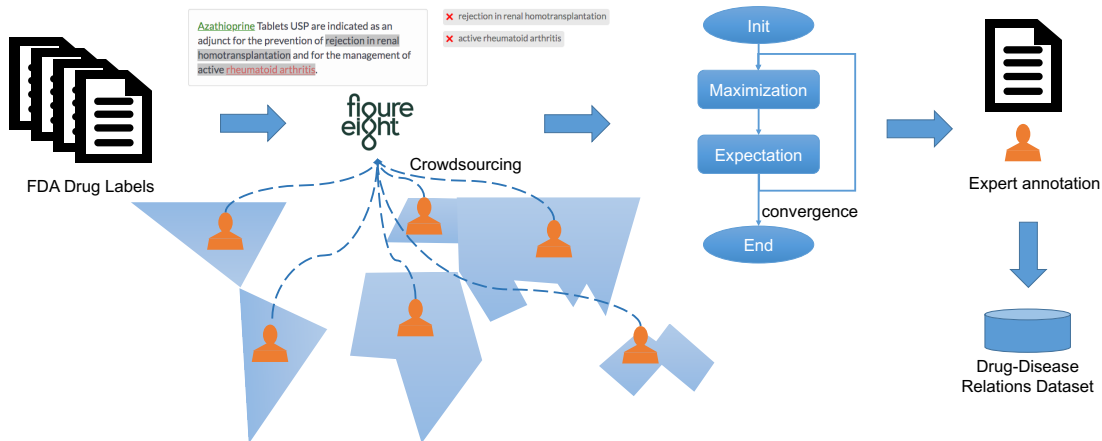 Azathioprine Tablets USP are indicated as an
adjunct for the prevention of rejection in renal
homotransplantation and for the management of
active rheumatoid arthritis.
rejection in renal homotransplantation
active rheumatoid arthritis
FDA Drug Labels
figure
eight
Crowdsourcing
Init
Maximization
Expectation
convergence
End
Expert annotation
Drug-Disease
Relations Dataset